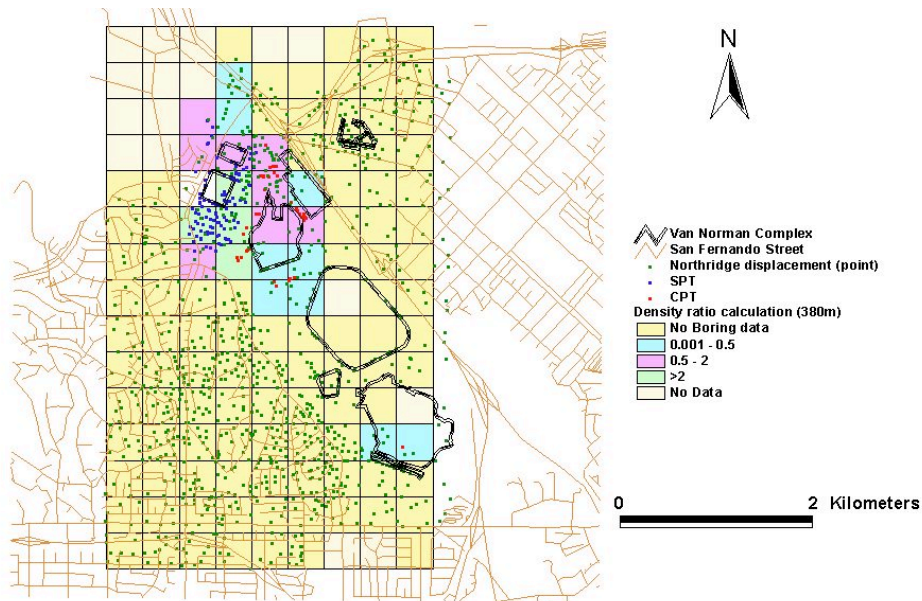 N
Van Norman Complex
San Fernando Street
Northridge displacement (point)
SPT
CPT
Density ratio calculation (380m)
No Boring data
0.001 - 0.5
0.5 - 2
>2
No Data
0 2 Kilometers